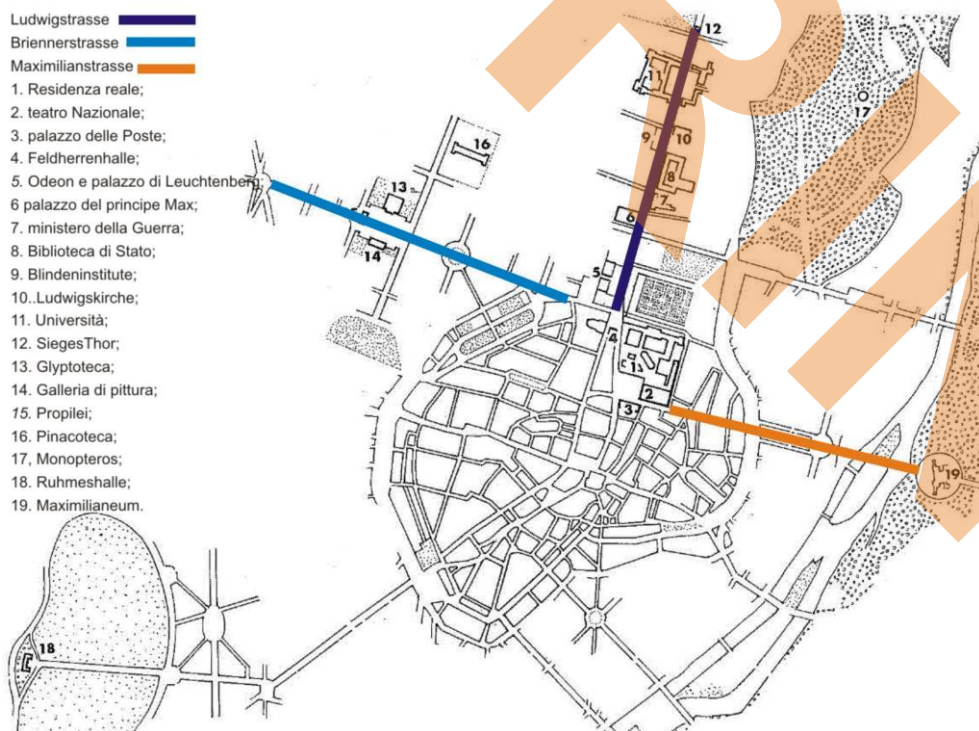 Ludwigstrasse
Briennerstrasse
Maximilianstrasse
1. Residenza reale;
2. teatro Nazionale;
3. palazzo delle Poste;
4. Feldherrenhalle;
5. Odeon e palazzo di Leuchtenberg;
6 palazzo del principe Max;
7. ministero della Guerra;
8. Biblioteca di Stato;
9. Blindeninstitute;
10..Ludwigskirche;
11. Università;
12. SiegesThor;
13. Glyptoteca;
14. Galleria di pittura;
15. Propilei;
16. Pinacoteca;
17, Monopteros;
18. Ruhmeshalle;
19. Maximilianeum.
12
11
17
16
9
10
13
8
7
6
14
5
4
1
2
3
19
18